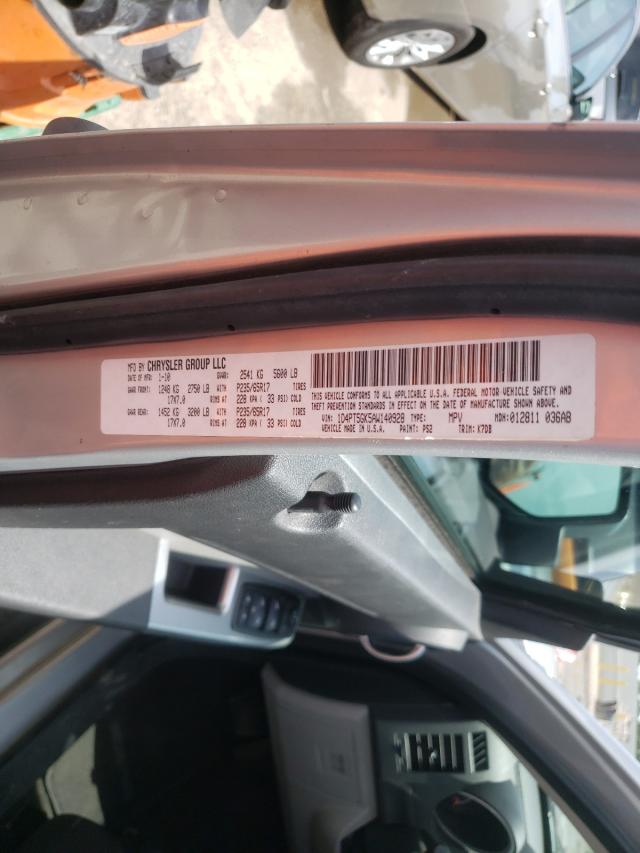 MFG BY CHRYSLER GROUP LLC
DATE OF MFR: 1-10 GVWR: 2541 KG 5600 LB
GAWR FRONT: 1248 KG 2750 LB WITH P235/65R17 TIRES
17X7.0 RIMS AT 228 KPA ( 33 PSI) COLD
GAWR REAR: 1452 KG 3200 LB WITH P235/65R17 TIRES
17X7.0 RIMS AT 228 KPA ( 33 PSI) COLD
THIS VEHICLE CONFORMS TO ALL APPLICABLE U.S.A. FEDERAL MOTOR VEHICLE SAFETY AND
THEFT PREVENTION STANDARDS IN EFFECT ON THE DATE OF MANUFACTURE SHOWN ABOVE.
VIN: 1D4PT5GK5AW140928 TYPE: MPV MDH:012811 036AB
VEHICLE MADE IN U.S.A. PAINT: PS2 TRIM: K7D8